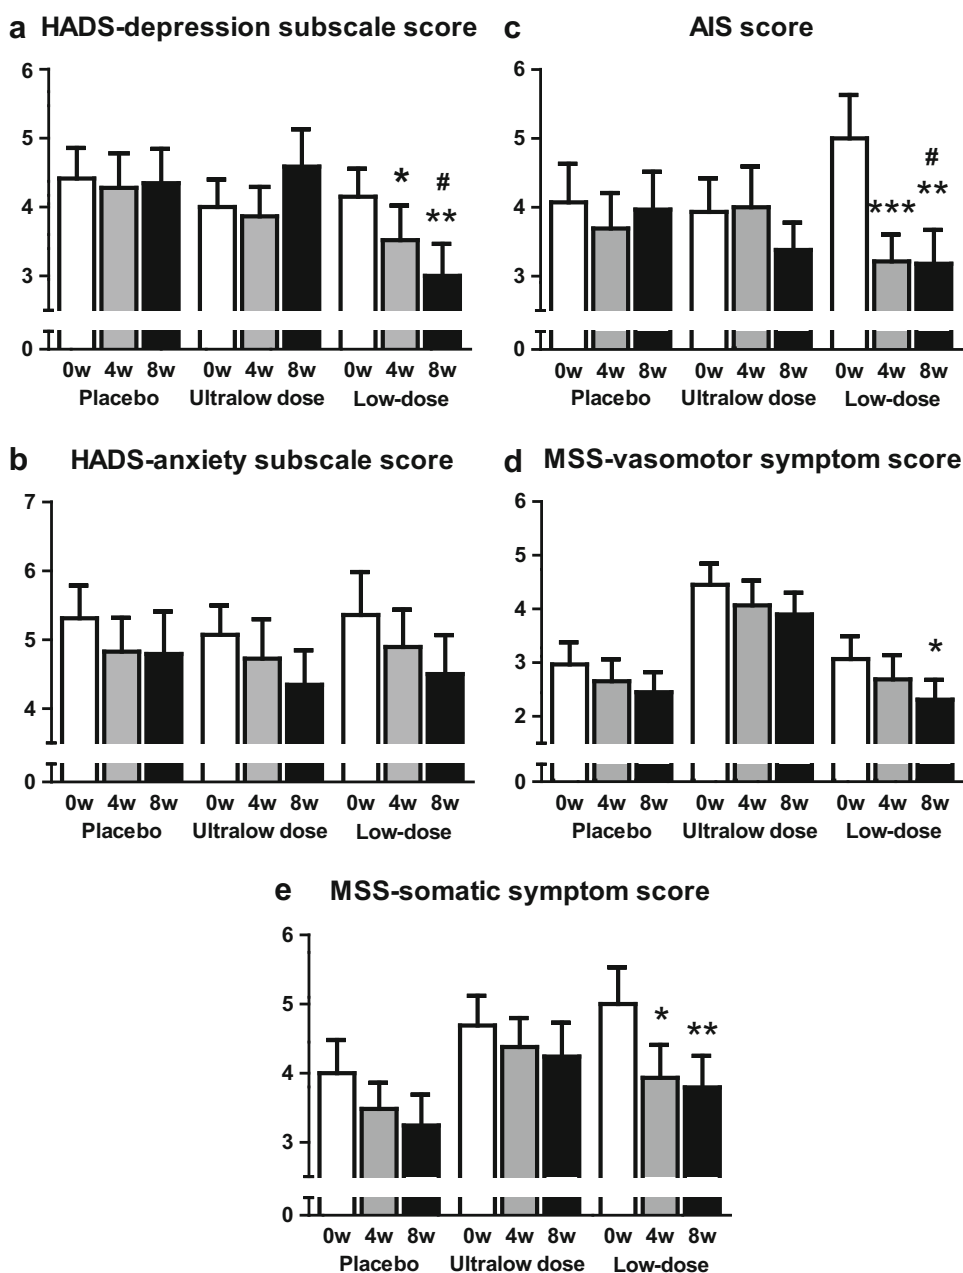 a HADS-depression subscale score
6
5
4
3
0
* # **
0w 4w 8w 0w 4w 8w 0w 4w 8w
Placebo Ultralow dose Low-dose
c AIS score
6
5
4
3
0
*** # **
0w 4w 8w 0w 4w 8w 0w 4w 8w
Placebo Ultralow dose Low-dose
b HADS-anxiety subscale score
7
6
5
4
0
0w 4w 8w 0w 4w 8w 0w 4w 8w
Placebo Ultralow dose Low-dose
d MSS-vasomotor symptom score
6
5
4
3
2
0
*
0w 4w 8w 0w 4w 8w 0w 4w 8w
Placebo Ultralow dose Low-dose
e MSS-somatic symptom score
6
5
4
3
0
* **
0w 4w 8w 0w 4w 8w 0w 4w 8w
Placebo Ultralow dose Low-dose